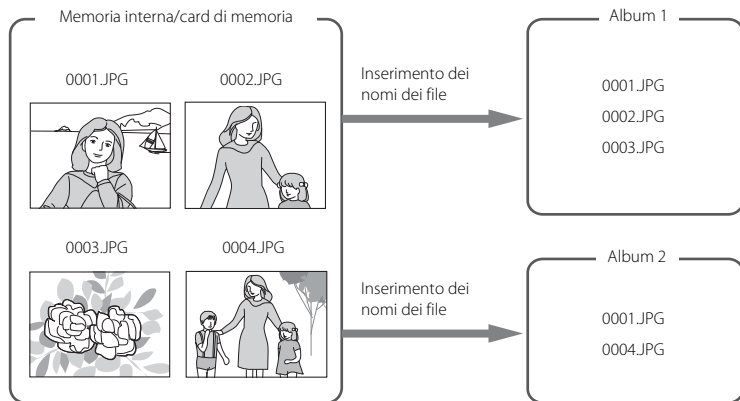 Memoria interna/card di memoria
0001.JPG
0002.JPG
0003.JPG
0004.JPG
Inserimento dei
nomi dei file
Album 1
0001.JPG
0002.JPG
0003.JPG
Inserimento dei
nomi dei file
Album 2
0001.JPG
0004.JPG